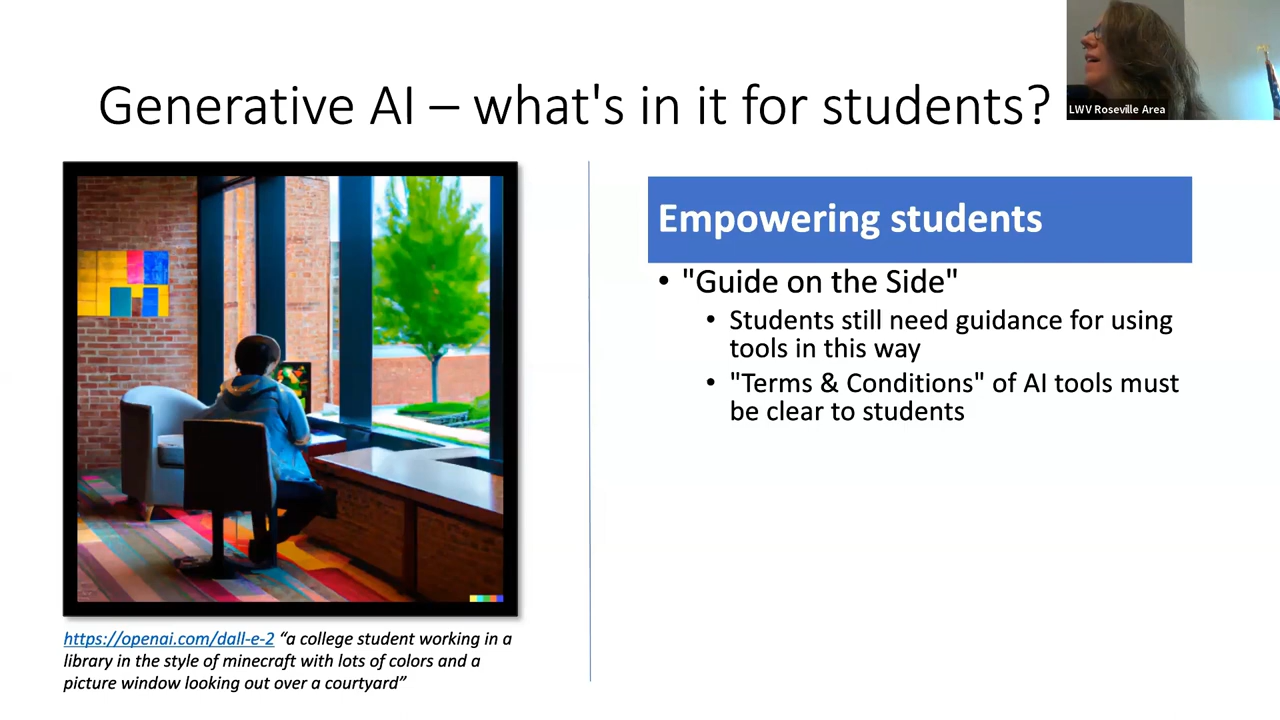 Generative AI – what's in it for students?
LWV Roseville Area
Empowering students
• "Guide on the Side"
• Students still need guidance for using
tools in this way
• "Terms & Conditions" of AI tools must
be clear to students
https://openai.com/dall-e-2 “a college student working in a
library in the style of minecraft with lots of colors and a
picture window looking out over a courtyard”